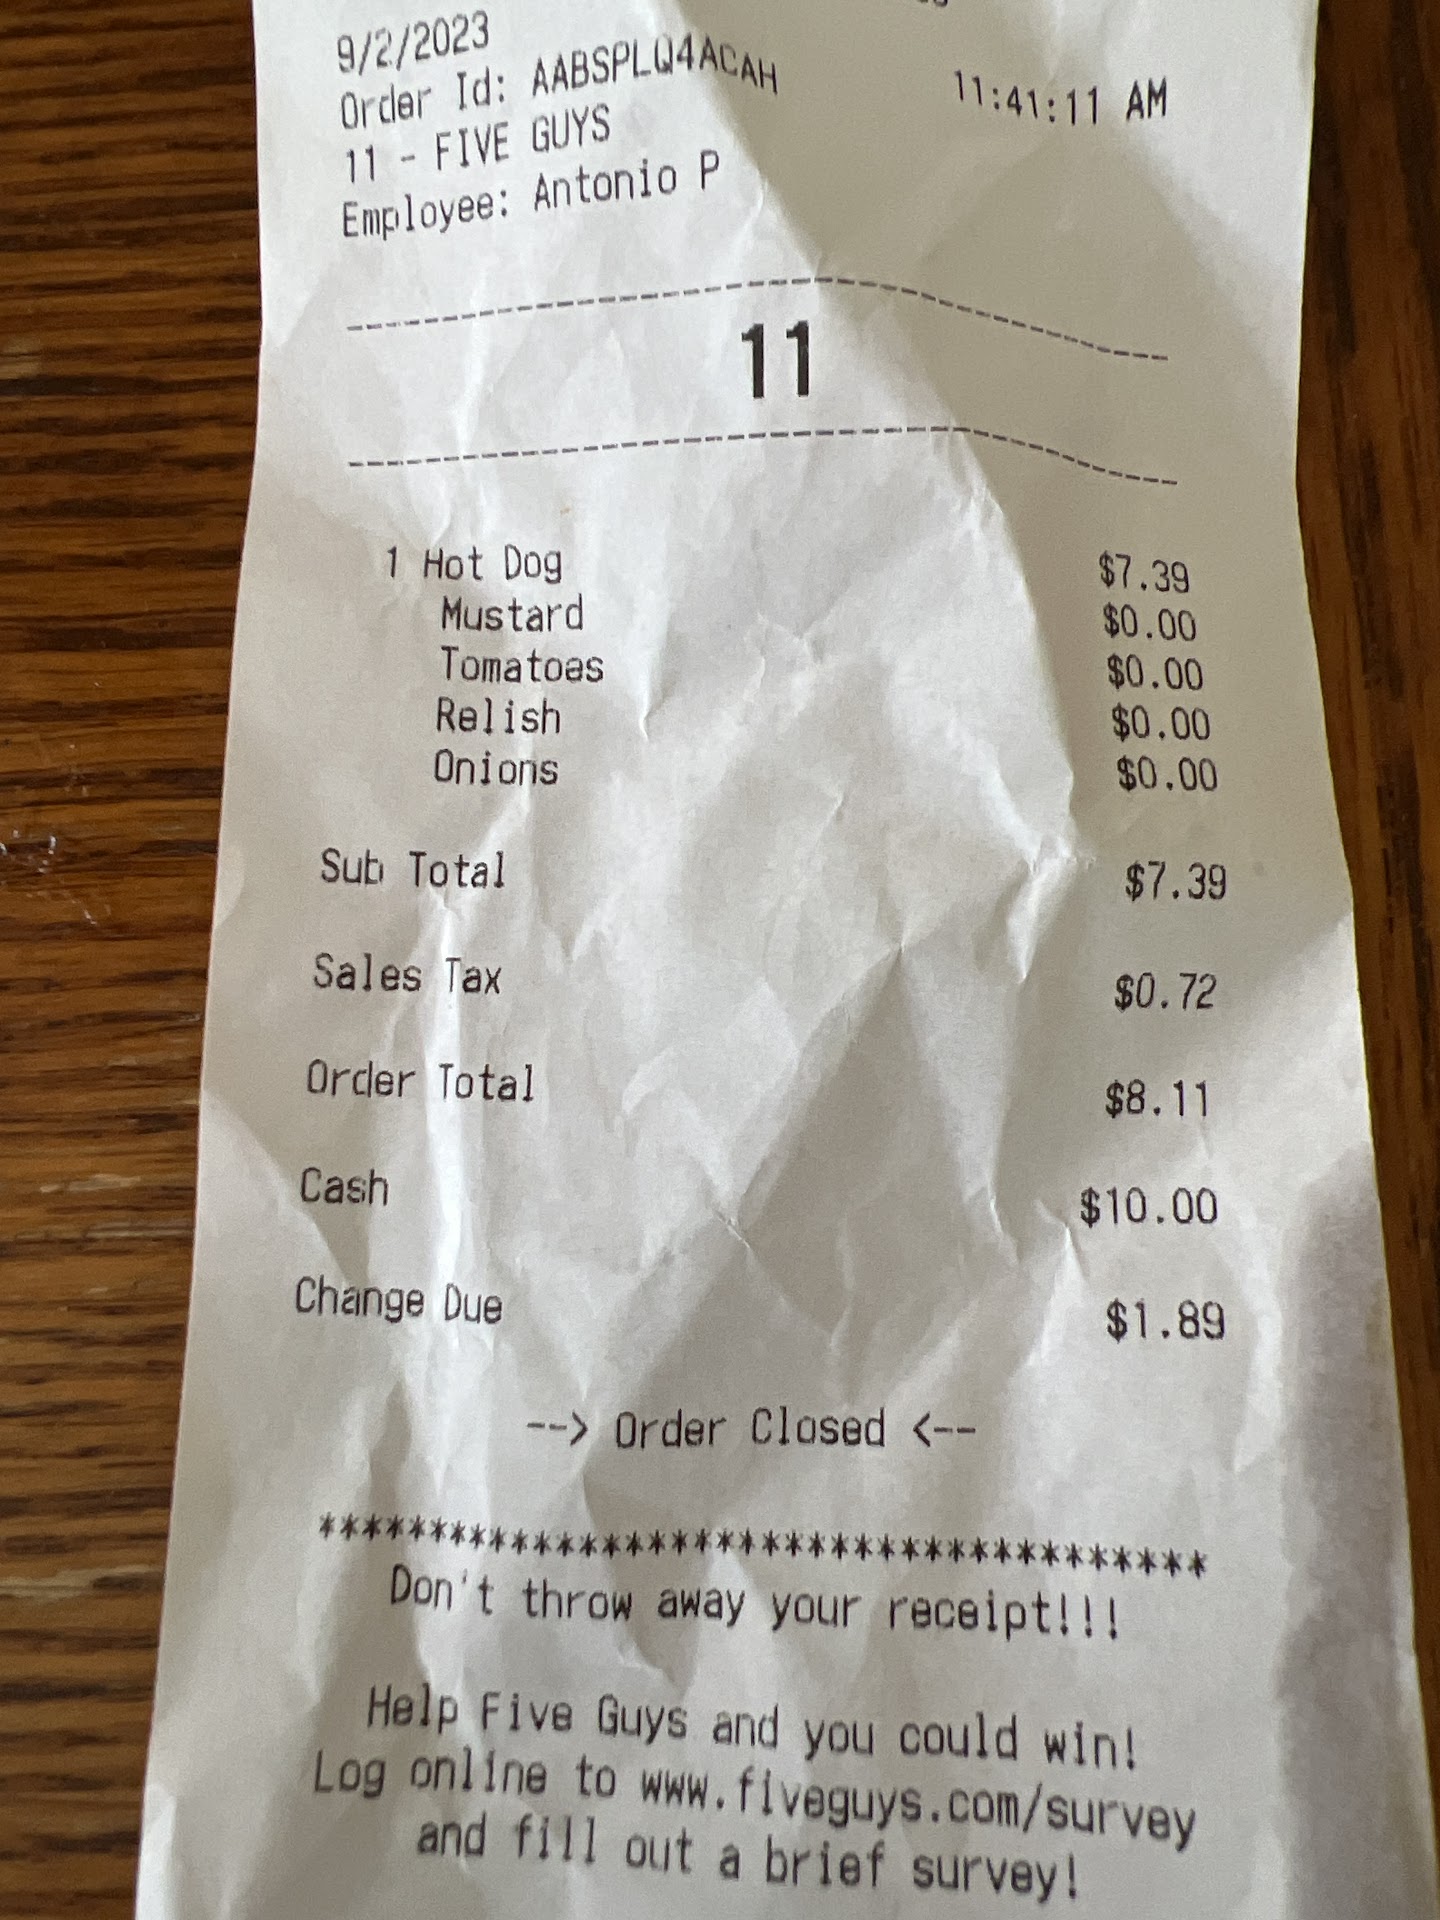 9/2/2023 11:41:11 AM
Order Id: AABSPLQ4ACAH
11 - FIVE GUYS
Employee: Antonio P
11
1 Hot Dog $7.39
Mustard $0.00
Tomatoes $0.00
Relish $0.00
Onions $0.00
Sub Total $7.39
Sales Tax $0.72
Order Total $8.11
Cash $10.00
Change Due $1.89
--> Order Closed <--
***************************************
Don't throw away your receipt!!!
Help Five Guys and you could win!
Log online to www.fiveguys.com/survey
and fill out a brief survey!